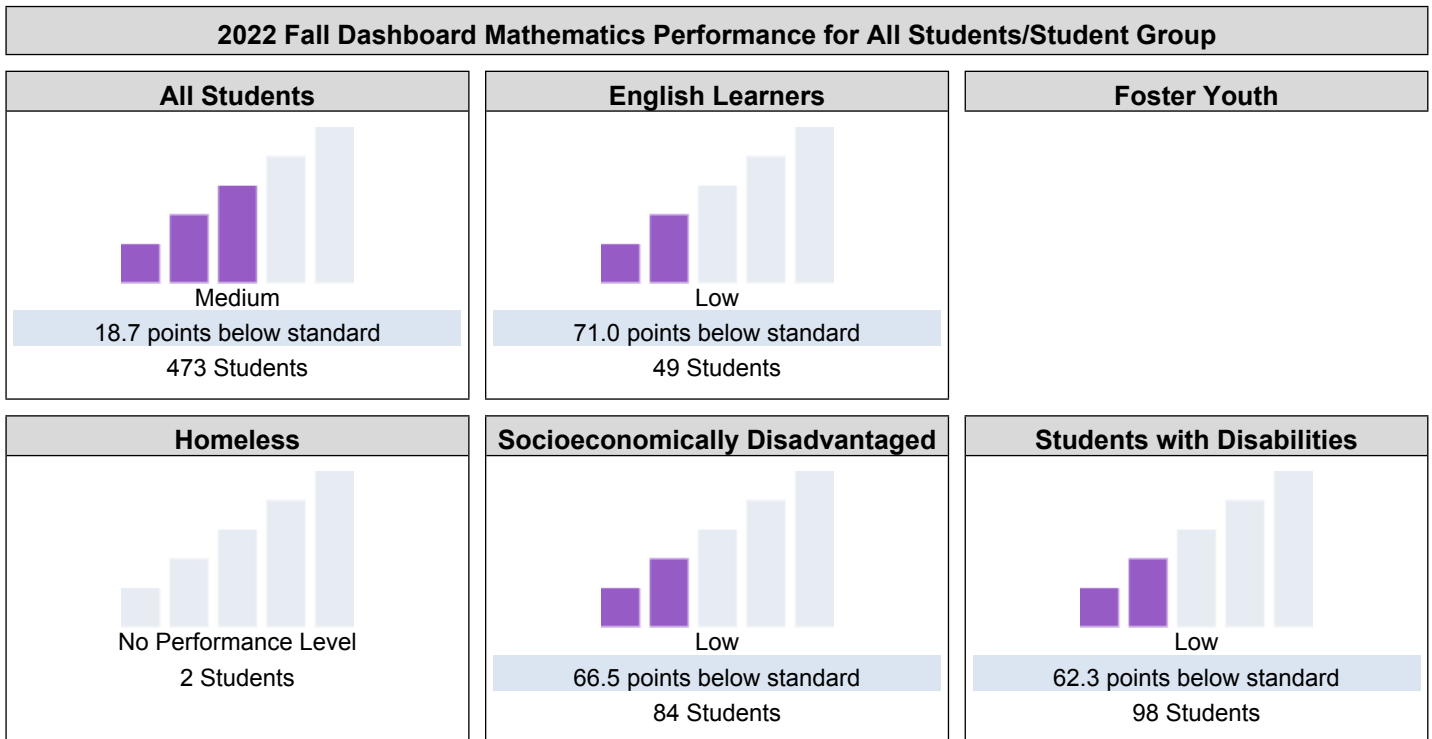 2022 Fall Dashboard Mathematics Performance for All Students/Student Group
All Students
Medium
18.7 points below standard
473 Students
English Learners
Low
71.0 points below standard
49 Students
Foster Youth
Homeless
No Performance Level
2 Students
Socioeconomically Disadvantaged
Low
66.5 points below standard
84 Students
Students with Disabilities
Low
62.3 points below standard
98 Students